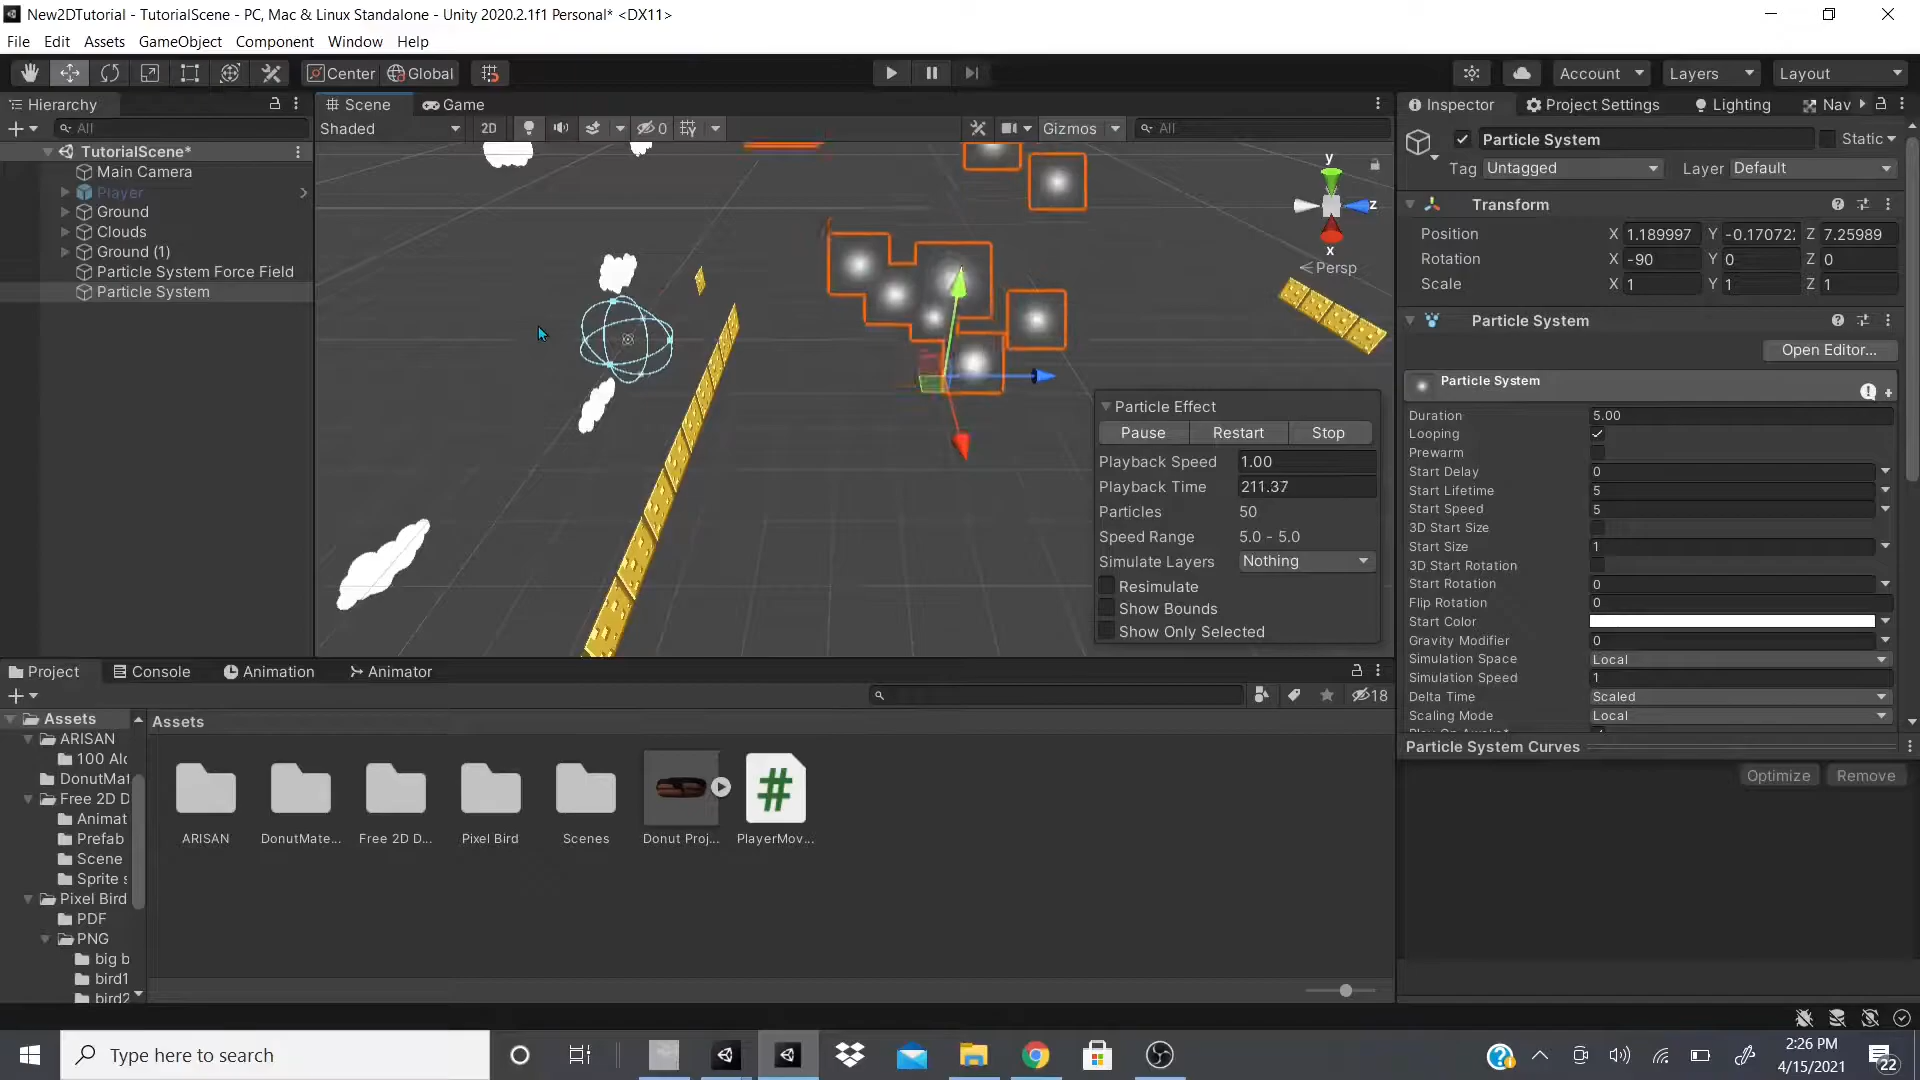 New2DTutorial - TutorialScene - PC, Mac & Linux Standalone - Unity 2020.2.1f1 Personal* <DX11>
File Edit Assets GameObject Component Window Help
Center Global Account Layers Layout
Hierarchy
All
TutorialScene*
Main Camera
Player
Ground
Clouds
Ground (1)
Particle System Force Field
Particle System
Scene Game
Shaded 2D 0 Gizmos All
y
z
x
Persp
Particle Effect
Pause Restart Stop
Playback Speed 1.00
Playback Time 211.37
Particles 50
Speed Range 5.0 - 5.0
Simulate Layers Nothing
Resimulate
Show Bounds
Show Only Selected
Inspector Project Settings Lighting Nav
Particle System Static
Tag Untagged Layer Default
Transform
Position X 1.189997 Y -0.17072 Z 7.25989
Rotation X -90 Y 0 Z 0
Scale X 1 Y 1 Z 1
Particle System
Open Editor...
Particle System
Duration 5.00
Looping
Prewarm
Start Delay 0
Start Lifetime 5
Start Speed 5
3D Start Size
Start Size 1
3D Start Rotation
Start Rotation 0
Flip Rotation 0
Start Color
Gravity Modifier 0
Simulation Space Local
Simulation Speed 1
Delta Time Scaled
Scaling Mode Local
Particle System Curves
Optimize Remove
Project Console Animation Animator
18
Assets
ARISAN
100 Alc
DonutMat
Free 2D D
Animat
Prefab
Scene
Sprite s
Pixel Bird
PDF
PNG
big b
bird1
bird2
Assets
ARISAN DonutMate... Free 2D D... Pixel Bird Scenes Donut Proj... PlayerMov...
Type here to search
2:26 PM
4/15/2021
22